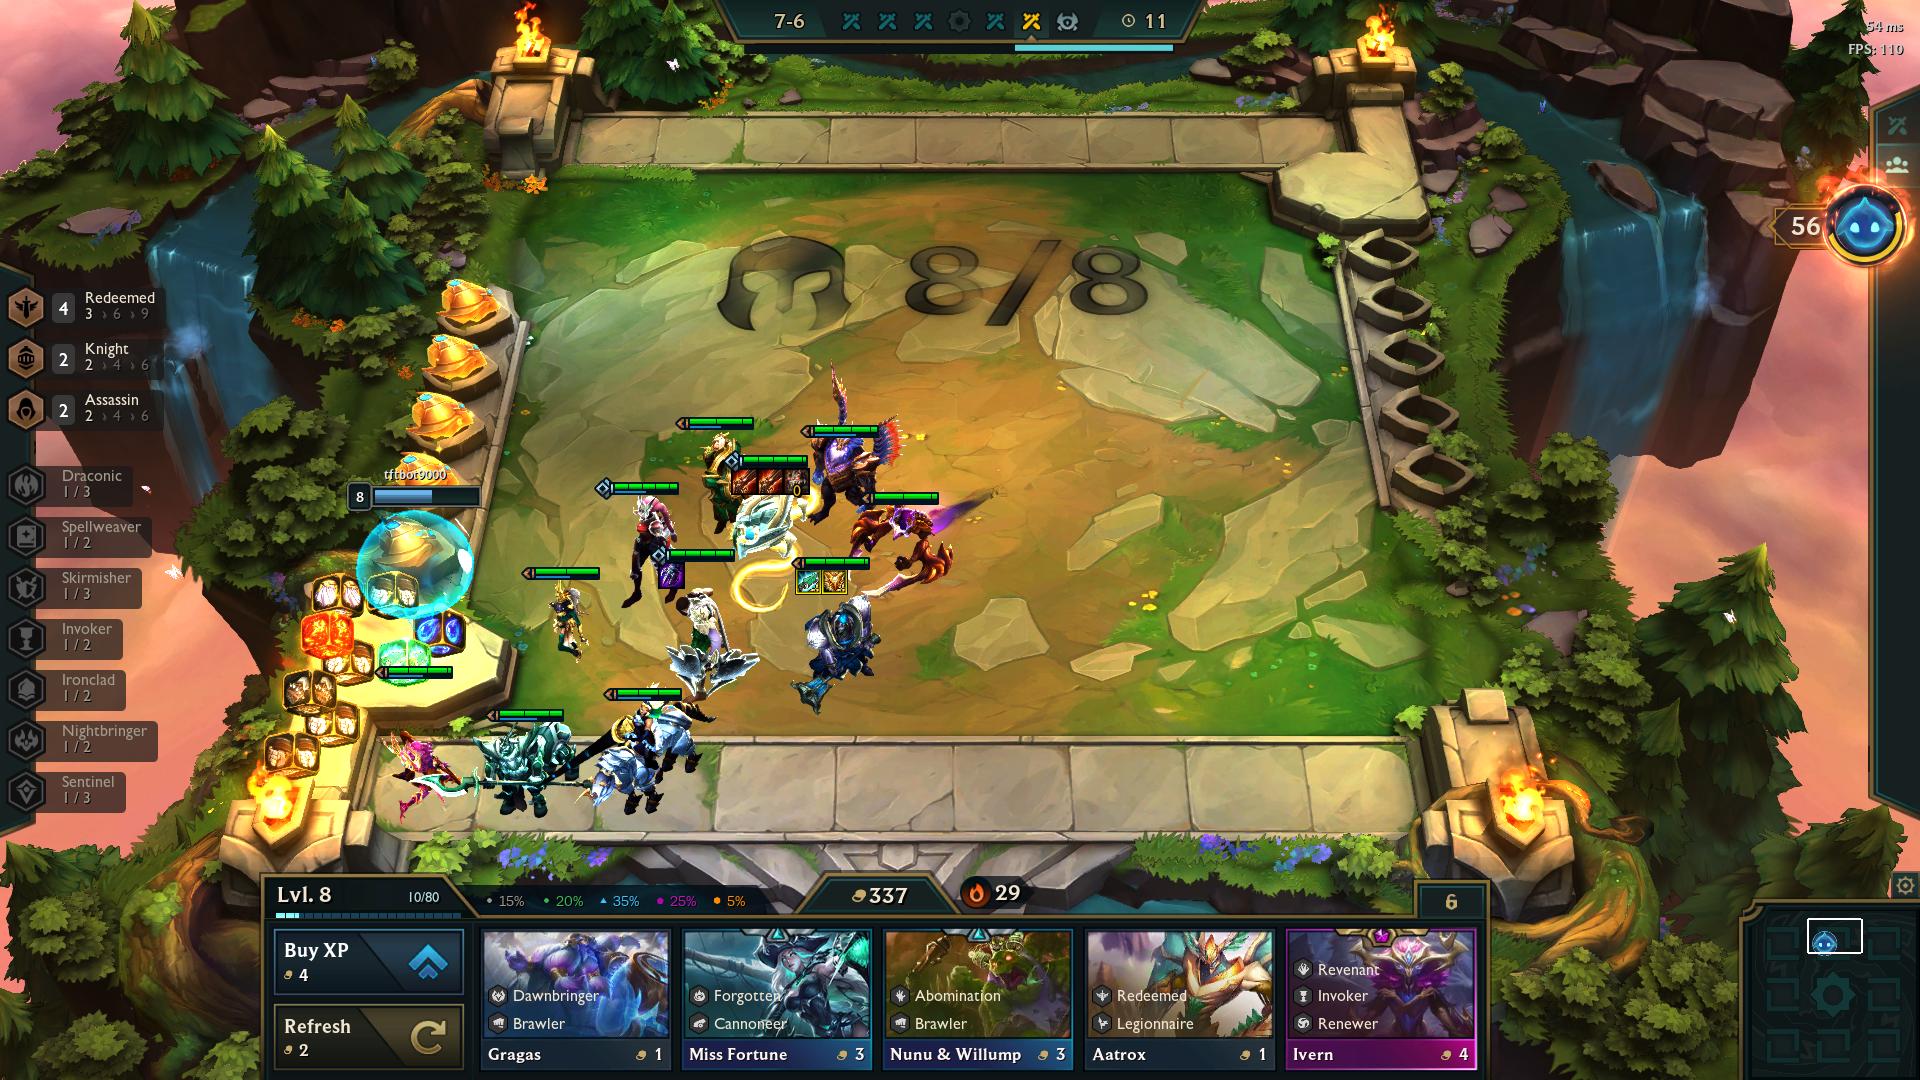 7-6
11
54 ms
FPS: 110
8/8
56
4 Redeemed
3 › 6 › 9
2 Knight
2 › 4 › 6
2 Assassin
2 › 4 › 6
Draconic
1 / 3
Spellweaver
1 / 2
Skirmisher
1 / 3
Invoker
1 / 2
Ironclad
1 / 2
Nightbringer
1 / 2
Sentinel
1 / 3
tftbot9000
8
0
Lvl. 8
10/80
15% 20% 35% 25% 5%
337
29
6
Buy XP
4
Refresh
2
Dawnbringer
Brawler
Gragas 1
Forgotten
Cannoneer
Miss Fortune 3
Abomination
Brawler
Nunu & Willump 3
Redeemed
Legionnaire
Aatrox 1
Revenant
Invoker
Renewer
Ivern 4